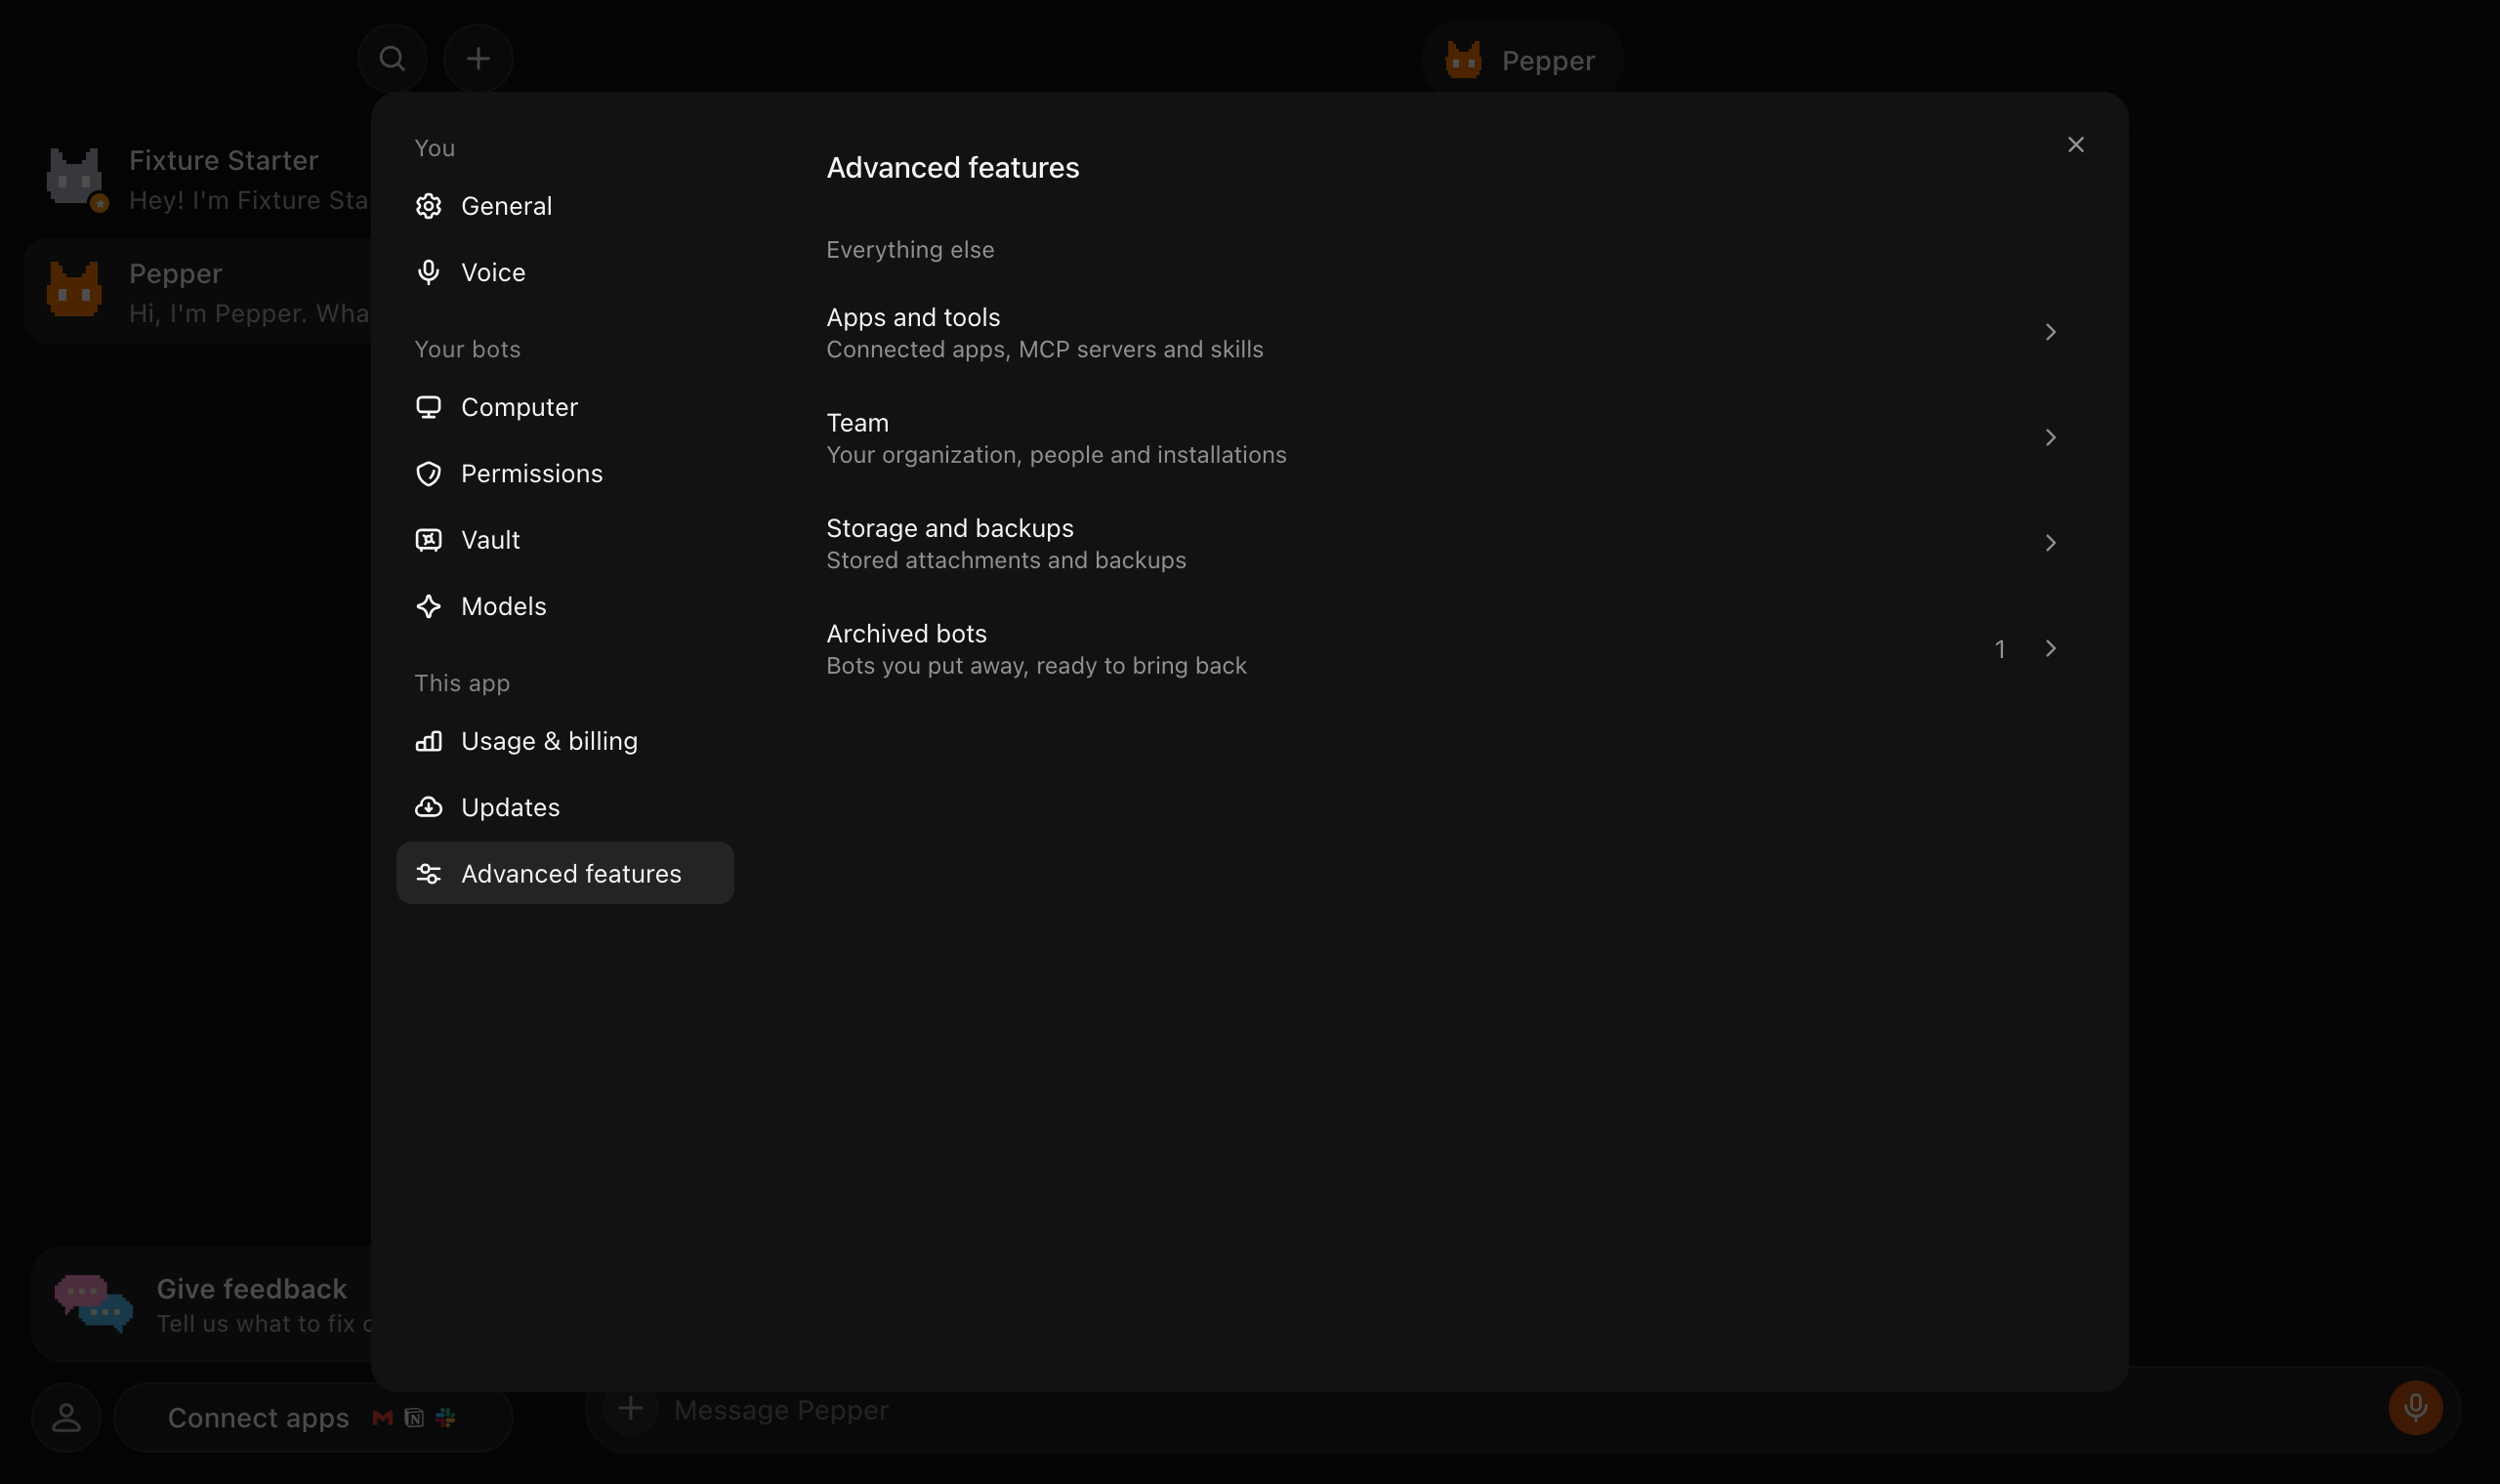 Pepper
Fixture Starter
Hey! I'm Fixture Sta
Pepper
Hi, I'm Pepper. Wha
You
General
Voice
Your bots
Computer
Permissions
Vault
Models
This app
Usage & billing
Updates
Advanced features
Advanced features
Everything else
Apps and tools
Connected apps, MCP servers and skills
Team
Your organization, people and installations
Storage and backups
Stored attachments and backups
Archived bots
Bots you put away, ready to bring back
1
Give feedback
Tell us what to fix
Connect apps
Message Pepper